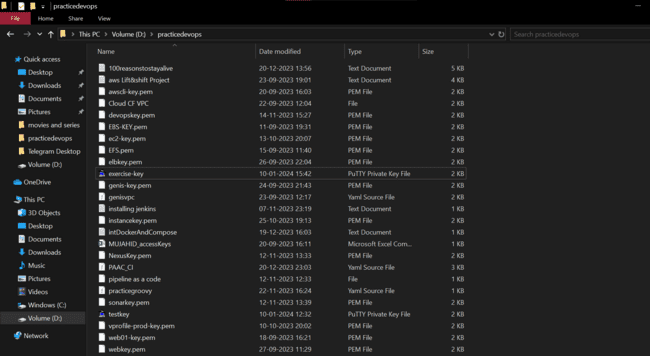 practicedevops
File Home Share View
This PC > Volume (D:) > practicedevops
Search practicedevops
Name Date modified Type Size
Quick access
Desktop
Downloads
Documents
Pictures
movies and series
practicedevops
Telegram Desktop
Volume (D:)
OneDrive
This PC
3D Objects
Desktop
Documents
Downloads
Music
Pictures
Videos
Windows (C:)
Volume (D:)
Network
100reasonstostayalive 20-12-2023 13:56 Text Document 5 KB
aws Lift&shift Project 23-09-2023 19:01 Text Document 4 KB
awscli-key.pem 20-09-2023 16:03 PEM File 2 KB
Cloud CF VPC 22-09-2023 12:04 File 2 KB
devopskey.pem 14-11-2023 15:27 PEM File 2 KB
EBS-KEY.pem 11-09-2023 19:31 PEM File 2 KB
ec2-key.pem 13-10-2023 20:07 PEM File 2 KB
EFS.pem 15-09-2023 11:40 PEM File 2 KB
elbkey.pem 26-09-2023 22:04 PEM File 2 KB
exercise-key 10-01-2024 15:42 PuTTY Private Key File 2 KB
genis-key.pem 24-09-2023 21:43 PEM File 2 KB
genisvpc 23-09-2023 12:17 Yaml Source File 2 KB
installing jenkins 07-11-2023 23:19 Text Document 1 KB
instancekey.pem 25-10-2023 19:13 PEM File 2 KB
intDockerAndCompose 19-12-2023 16:03 Text Document 1 KB
MUJAHID_accessKeys 20-09-2023 16:11 Microsoft Excel Com... 1 KB
NexusKey.pem 12-11-2023 13:33 PEM File 2 KB
PAAC_CI 20-12-2023 23:03 Yaml Source File 3 KB
pipeline as a code 12-11-2023 12:33 File 1 KB
practicegroovy 22-11-2023 16:24 Yaml Source File 1 KB
sonarkey.pem 12-11-2023 13:39 PEM File 2 KB
testkey 10-01-2024 12:32 PuTTY Private Key File 2 KB
vprofile-prod-key.pem 10-10-2023 20:02 PEM File 2 KB
web01-key.pem 18-09-2023 16:21 PEM File 2 KB
webkey.pem 27-09-2023 11:29 PEM File 2 KB